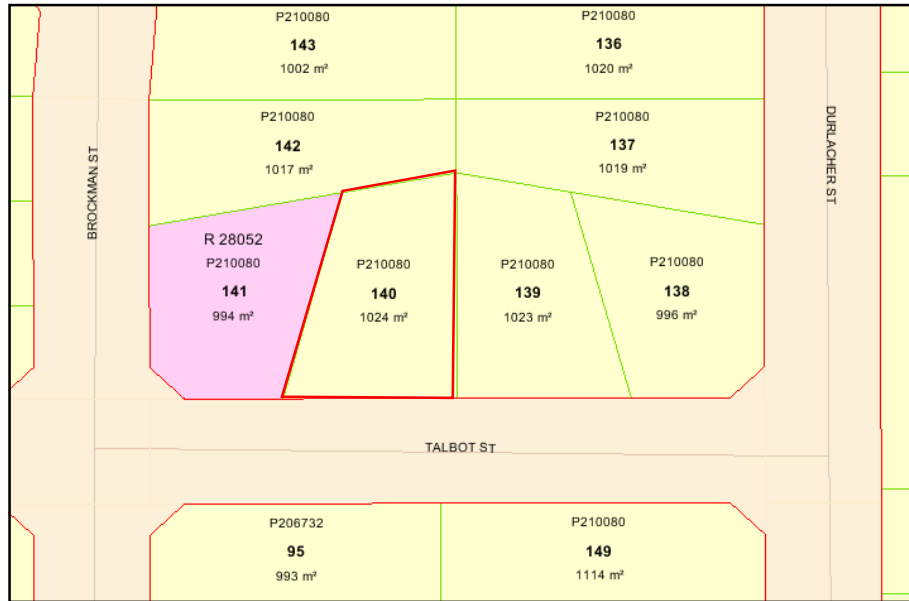 P210080
143
1002 m²
P210080
136
1020 m²
P210080
142
1017 m²
P210080
137
1019 m²
BROCKMAN ST
DURLACHER ST
R 28052
P210080
141
994 m²
P210080
140
1024 m²
P210080
139
1023 m²
P210080
138
996 m²
TALBOT ST
P206732
95
993 m²
P210080
149
1114 m²